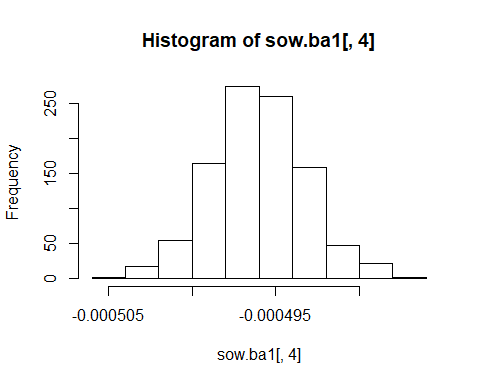 Histogram of sow.ba1[, 4]
Frequency
250
150
50
0
-0.000505
-0.000495
sow.ba1[, 4]